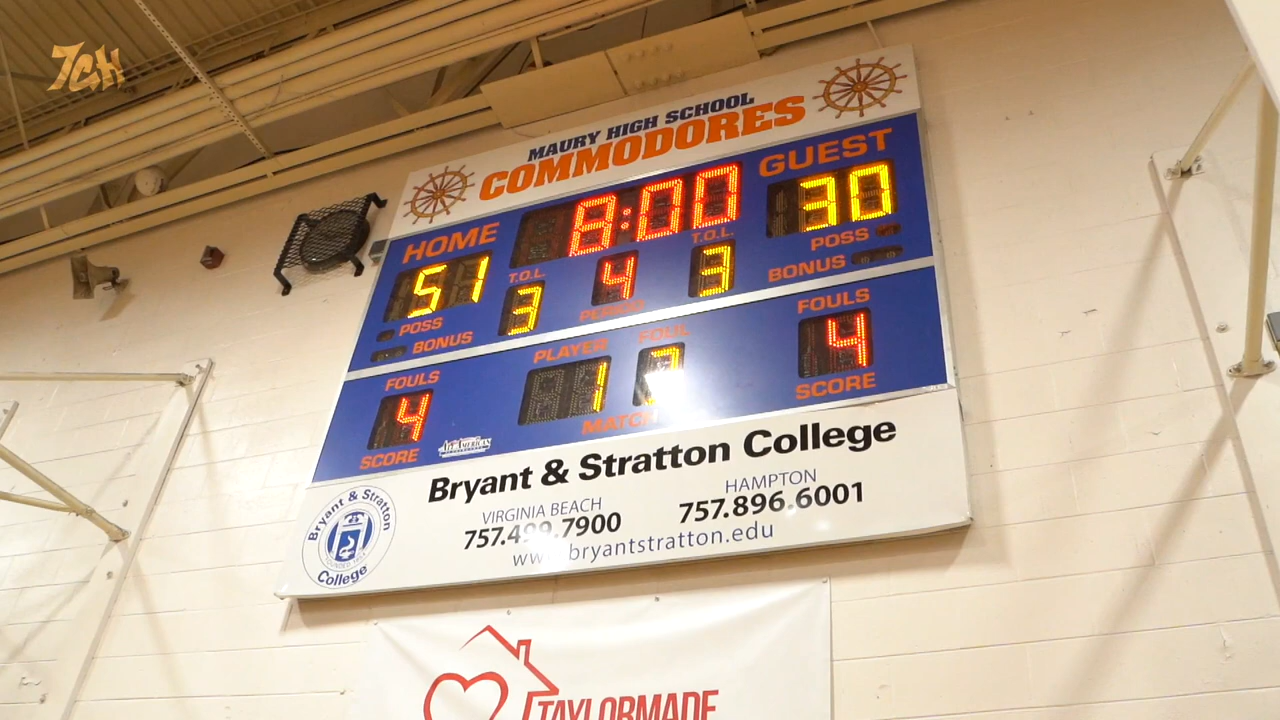 7CH
MAURY HIGH SCHOOL
COMMODORES
HOME
8:00
GUEST
51
T.O.L.
3
4
PERIOD
T.O.L.
3
30
POSS
BONUS
POSS
BONUS
FOULS
4
SCORE
PLAYER
1
FOUL
MATCH
FOULS
4
SCORE
ALL AMERICAN
Bryant & Stratton College
VIRGINIA BEACH
HAMPTON
757.896.6001
bryantstratton.edu
Bryant & Stratton
College
TAYLORMADE